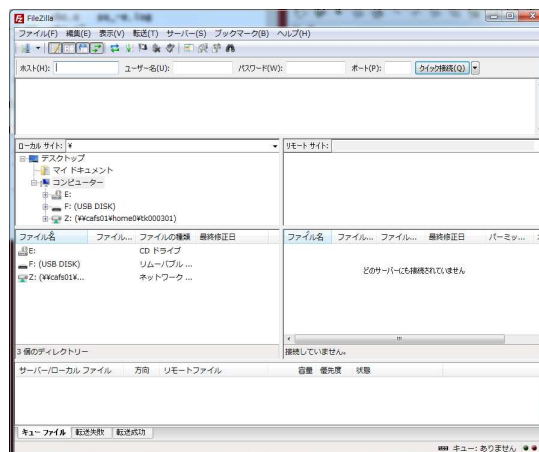 FileZilla
ファイル(F) 編集(E) 表示(V) 転送(T) サーバー(S) ブックマーク(B) ヘルプ(H)
ホスト(H): ユーザー名(U): パスワード(W): ポート(P): クイック接続(Q)
ローカル サイト: ¥
リモート サイト:
デスクトップ
マイ ドキュメント
コンピューター
E:
F: (USB DISK)
Z: (¥¥cafs01¥home0¥tk000301)
ファイル名 ファイル... ファイルの種類 最終修正日
E: CD ドライブ
F: (USB DISK) リムーバブル ...
Z: (¥¥cafs01¥... ネットワーク ...
3 個のディレクトリー
ファイル名 ファイル... ファイル... 最終修正日 パーミッ...
どのサーバーにも接続されていません
接続していません。
サーバー/ローカル ファイル 方向 リモートファイル 容量 優先度 状態
キュー ファイル 転送失敗 転送成功
キュー: ありません